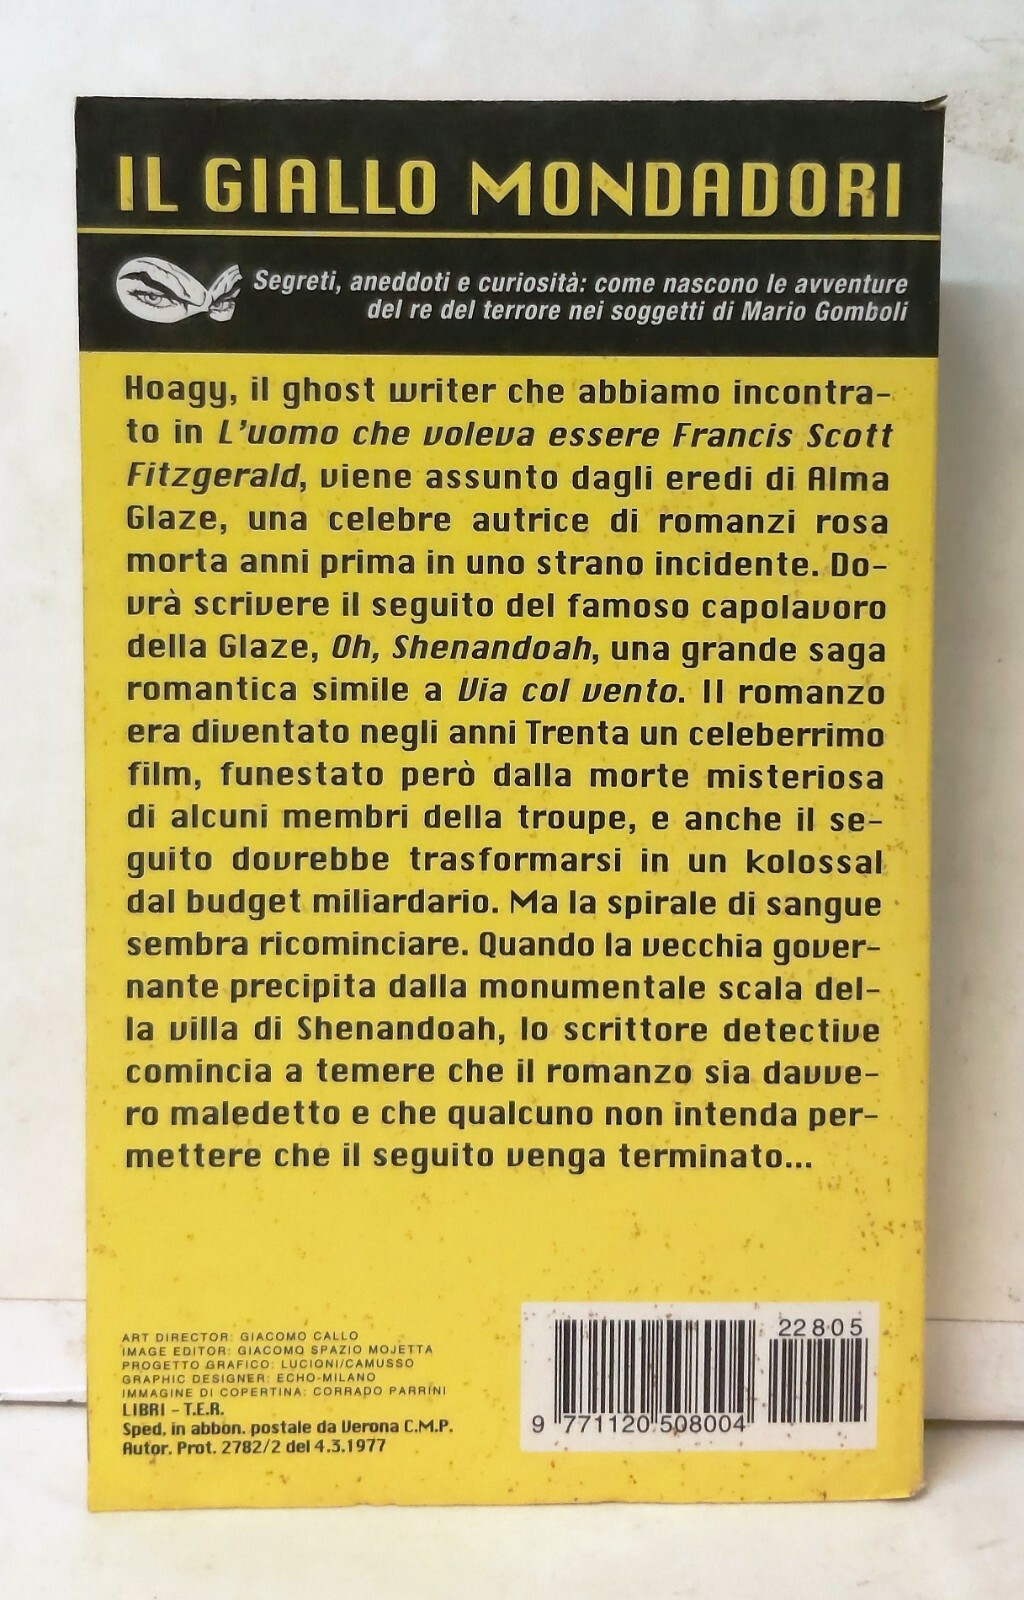 IL GIALLO MONDADORI
Segreti, aneddoti e curiosità: come nascono le avventure
del re del terrore nei soggetti di Mario Gomboli
Hoagy, il ghost writer che abbiamo incontra-
to in L'uomo che voleva essere Francis Scott
Fitzgerald, viene assunto dagli eredi di Alma
Glaze, una celebre autrice di romanzi rosa
morta anni prima in uno strano incidente. Do-
vrà scrivere il seguito del famoso capolavoro
della Glaze, Oh, Shenandoah, una grande saga
romantica simile a Via col vento. Il romanzo
era diventato negli anni Trenta un celeberrimo
film, funestato però dalla morte misteriosa
di alcuni membri della troupe, e anche il se-
guito dovrebbe trasformarsi in un kolossal
dal budget miliardario. Ma la spirale di sangue
sembra ricominciare. Quando la vecchia gover-
nante precipita dalla monumentale scala del-
la villa di Shenandoah, lo scrittore detective
comincia a temere che il romanzo sia davve-
ro maledetto e che qualcuno non intenda per-
mettere che il seguito venga terminato...
ART DIRECTOR: GIACOMO CALLO
IMAGE EDITOR: GIACOMO SPAZIO MOJETTA
PROGETTO GRAFICO: LUCIONI/CAMUSSO
GRAPHIC DESIGNER: ECHO-MILANO
IMMAGINE DI COPERTINA: CORRADO PARRINI
LIBRI - T.E.R.
Sped. in abbon. postale da Verona C.M.P.
Autor. Prot. 2782/2 del 4.3.1977
22805
9 771120 508004